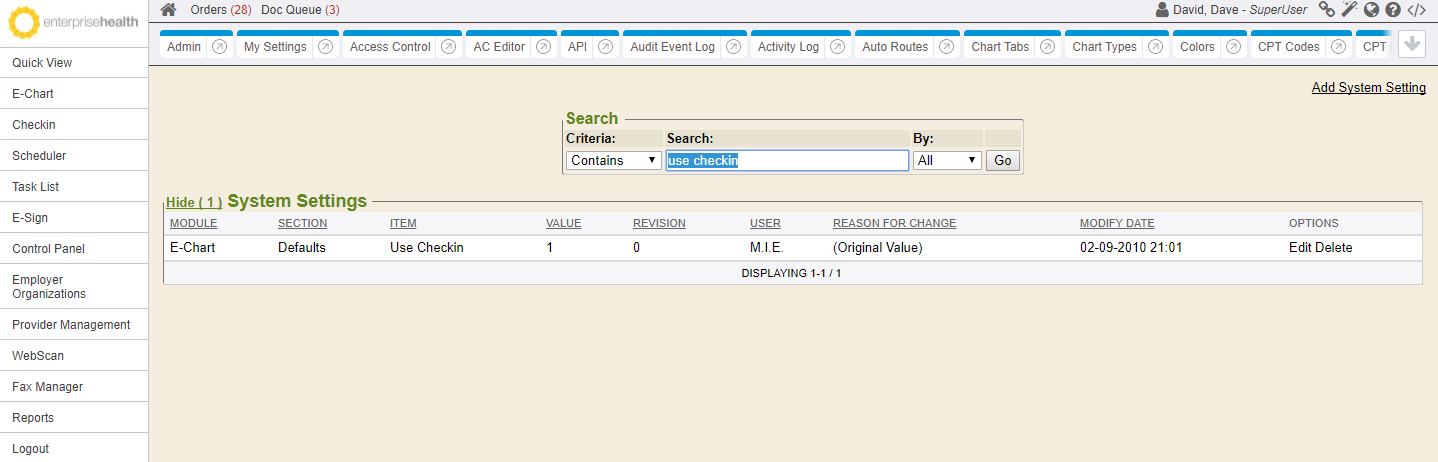 enterprisehealth
Orders (28) Doc Queue (3)
David, Dave - SuperUser
Admin My Settings Access Control AC Editor API Audit Event Log Activity Log Auto Routes Chart Tabs Chart Types Colors CPT Codes CPT
Quick View
E-Chart
Checkin
Scheduler
Task List
E-Sign
Control Panel
Employer
Organizations
Provider Management
WebScan
Fax Manager
Reports
Logout
Add System Setting
Search
Criteria: Search: By:
Contains use checkin All Go
Hide ( 1 ) System Settings
MODULE SECTION ITEM VALUE REVISION USER REASON FOR CHANGE MODIFY DATE OPTIONS
E-Chart Defaults Use Checkin 1 0 M.I.E. (Original Value) 02-09-2010 21:01 Edit Delete
DISPLAYING 1-1 / 1